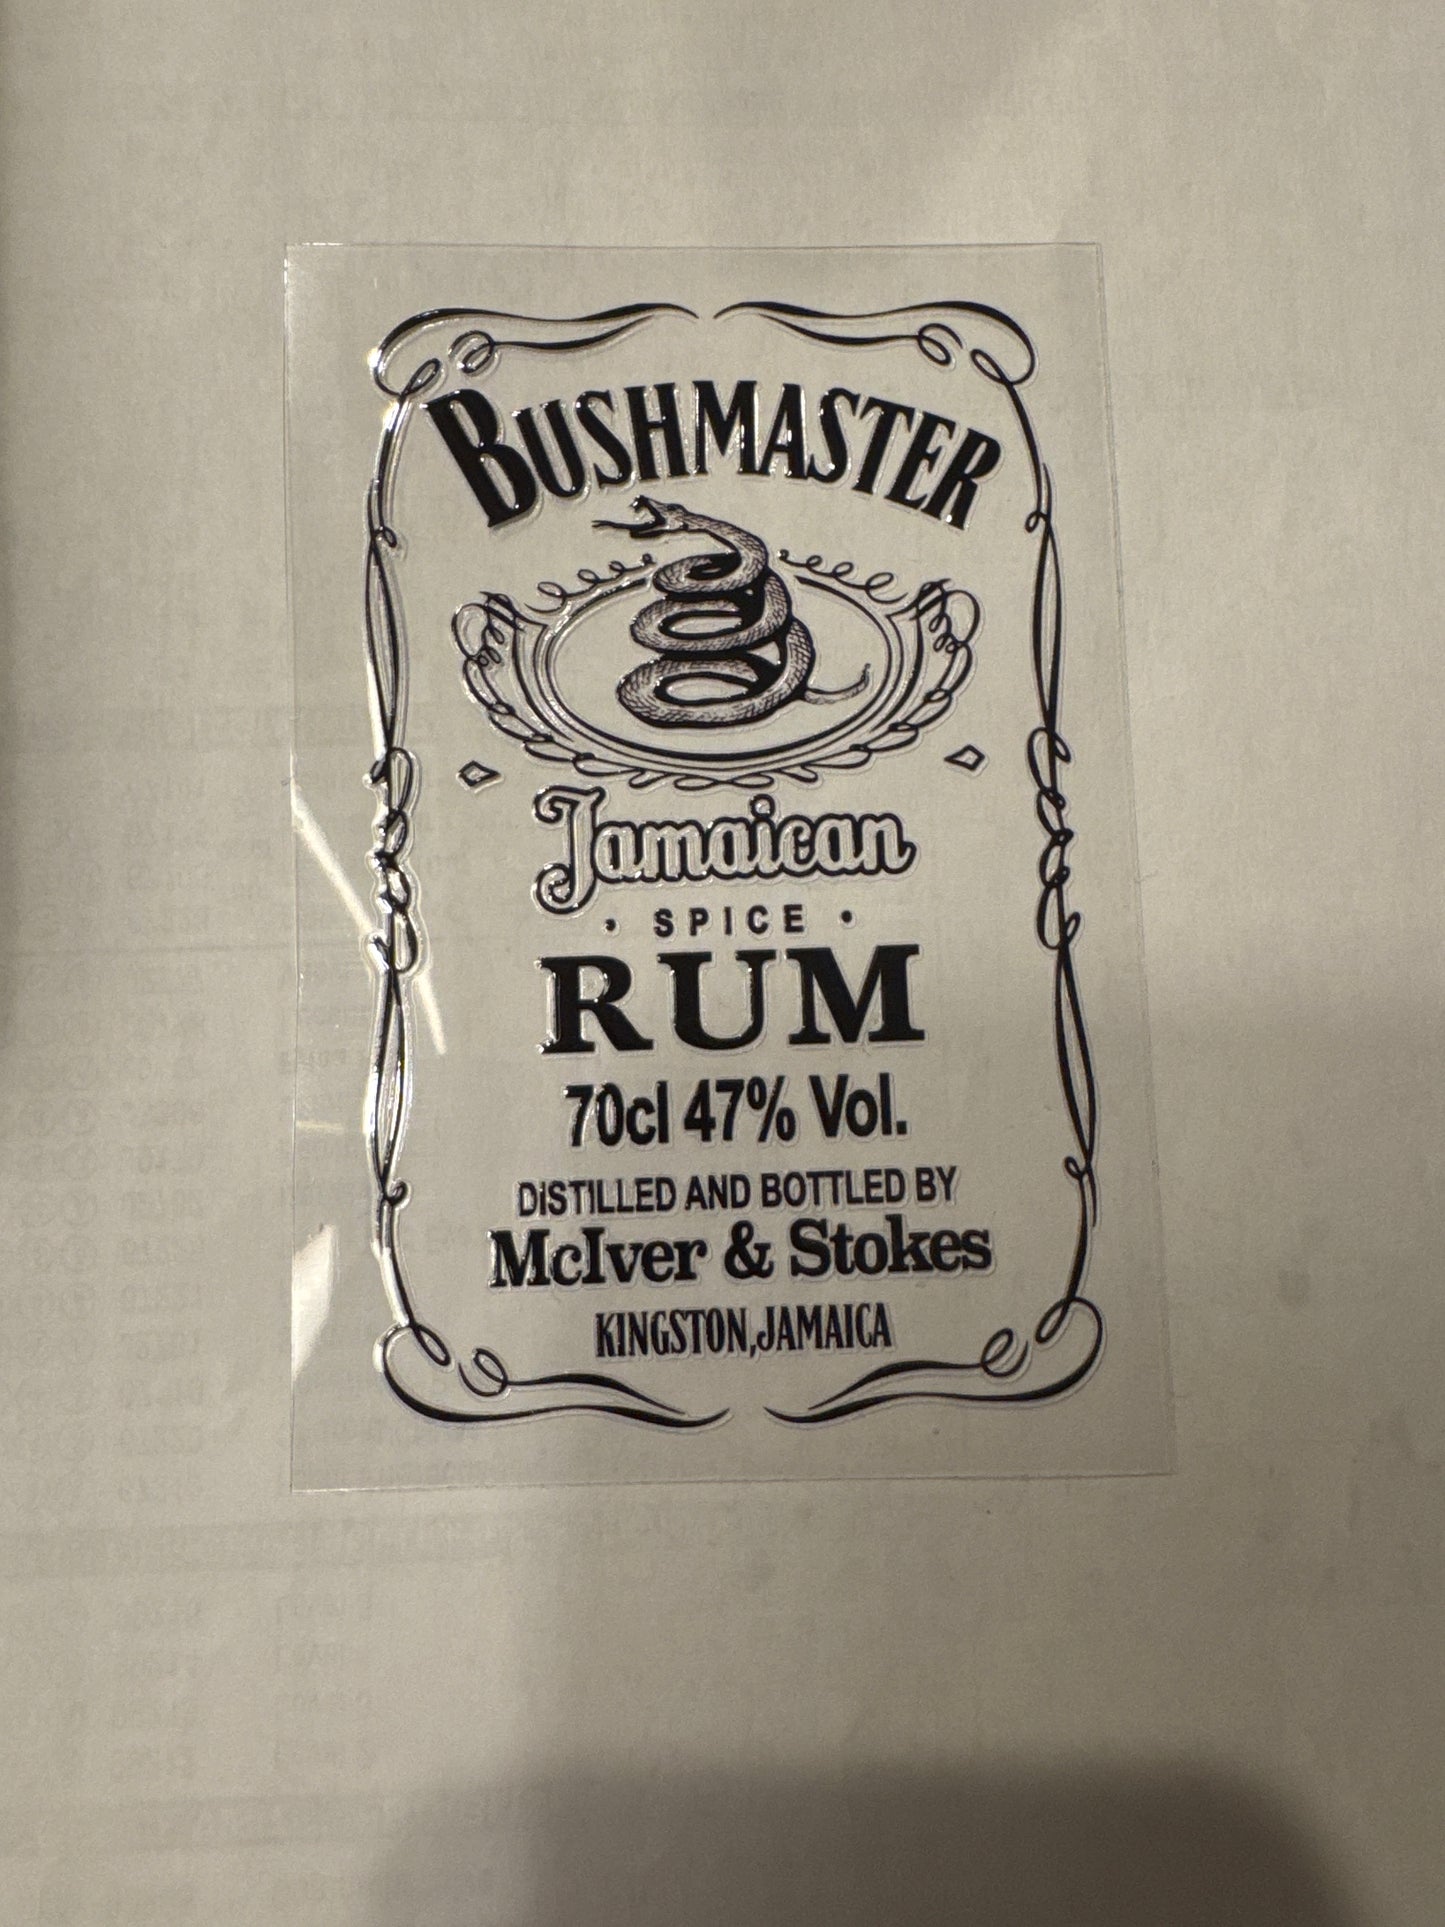 BUSHMASTER
Jamaican
· SPICE ·
RUM
70cl 47% Vol.
DiSTILLED AND BOTTLED BY
McIver & Stokes
KINGSTON,JAMAICA